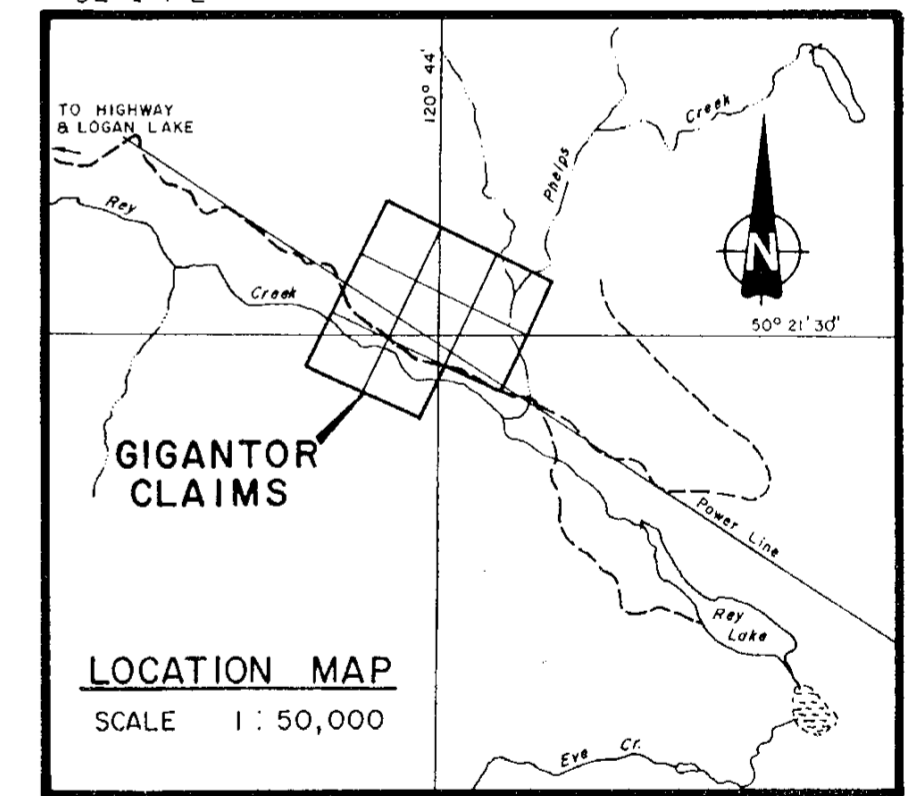 120° 44'
TO HIGHWAY
& LOGAN LAKE
Rey
Creek
Phelps
Creek
N
50° 21' 30"
GIGANTOR
CLAIMS
Power Line
Rey
Lake
LOCATION MAP
SCALE 1 : 50,000
Eve Cr.